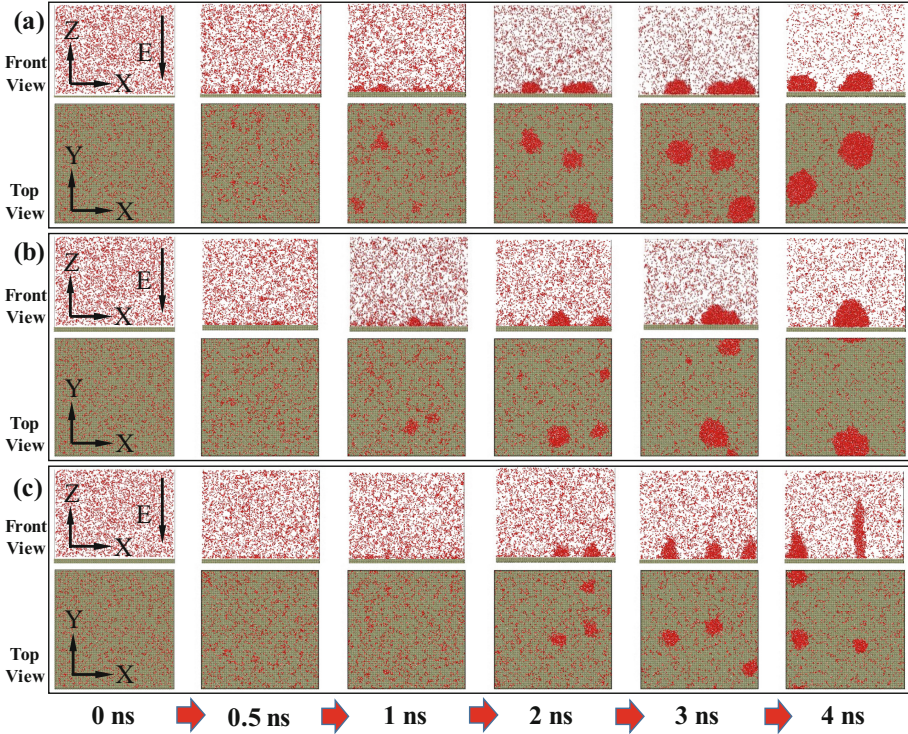 (a)
Z
E
X
Front
View
Y
X
Top
View
(b)
Z
E
X
Front
View
Y
X
Top
View
(c)
Z
E
X
Front
View
Y
X
Top
View
0 ns 0.5 ns 1 ns 2 ns 3 ns 4 ns